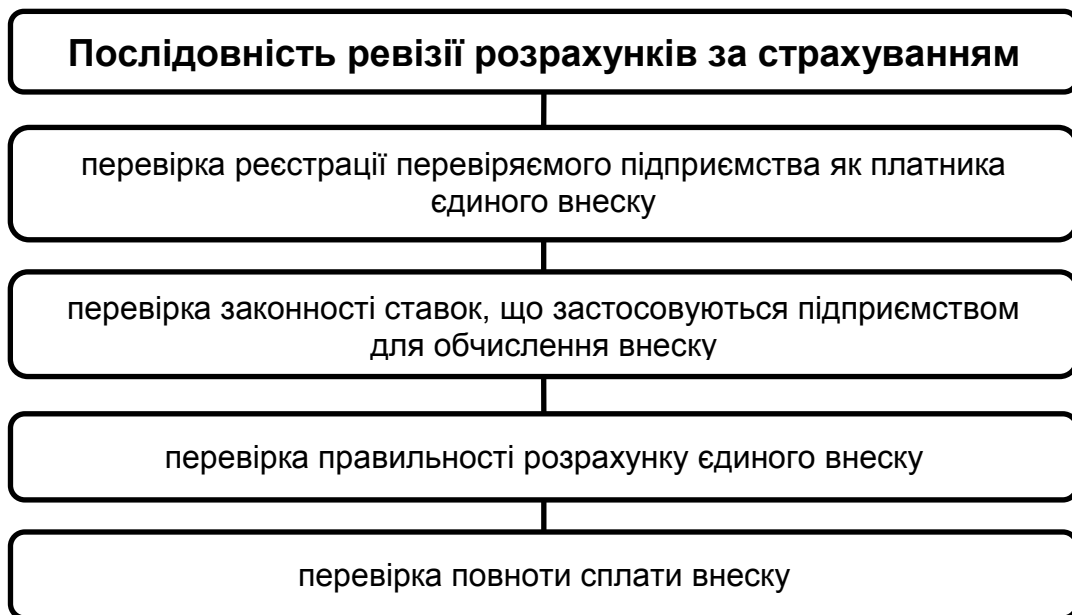 Послідовність ревізії розрахунків за страхуванням
перевірка реєстрації перевіряємого підприємства як платника
єдиного внеску
перевірка законності ставок, що застосовуються підприємством
для обчислення внеску
перевірка правильності розрахунку єдиного внеску
перевірка повноти сплати внеску